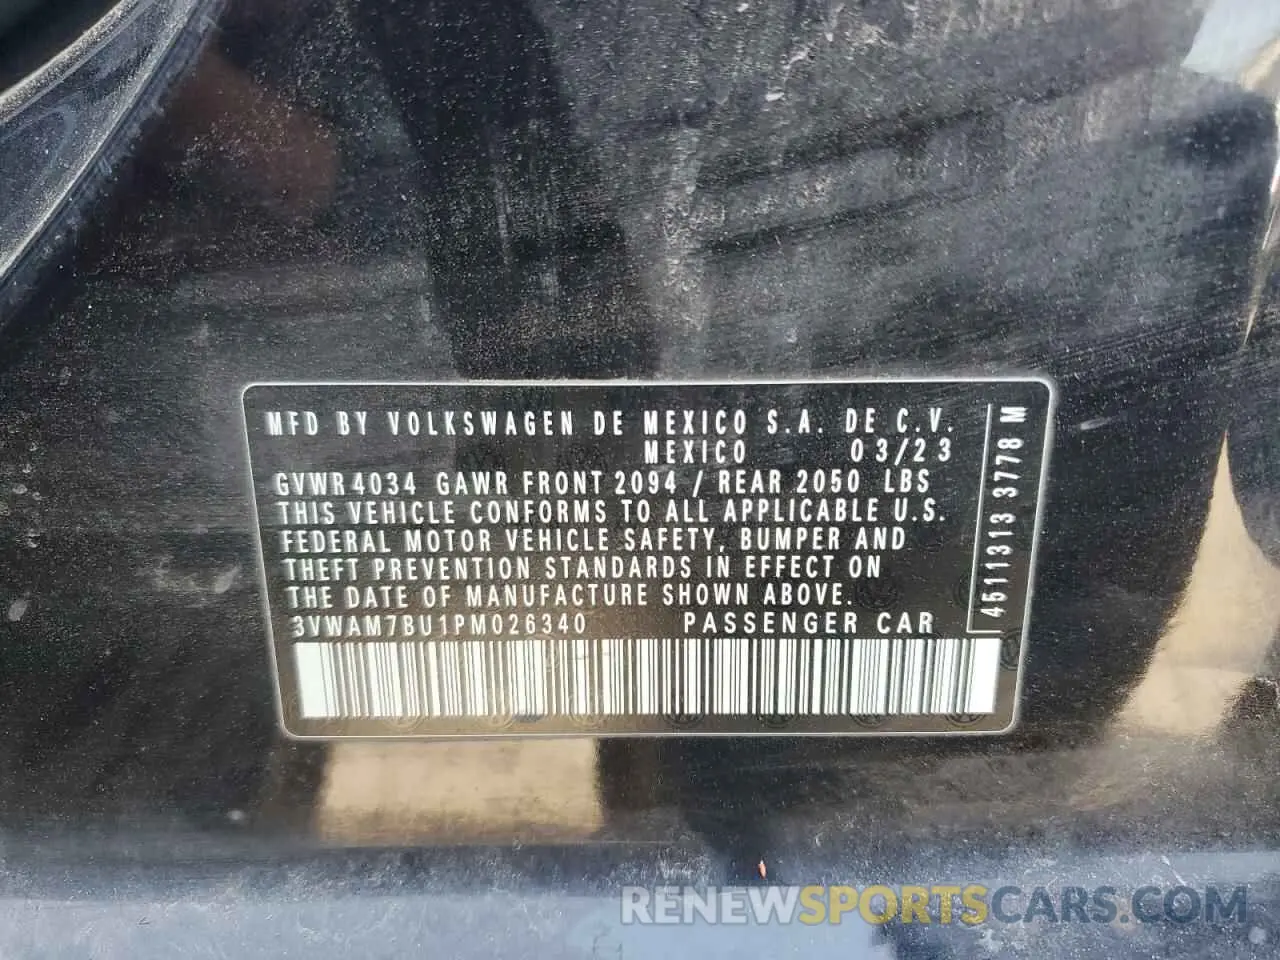 MFD BY VOLKSWAGEN DE MEXICO S.A. DE C.V.
MEXICO 03/23
GVWR 4034 GAWR FRONT 2094 / REAR 2050 LBS
THIS VEHICLE CONFORMS TO ALL APPLICABLE U.S.
FEDERAL MOTOR VEHICLE SAFETY, BUMPER AND
THEFT PREVENTION STANDARDS IN EFFECT ON
THE DATE OF MANUFACTURE SHOWN ABOVE.
3VWAM7BU1PM026340 PASSENGER CAR
4511313 3778 M
RENEWSPORTSCARS.COM